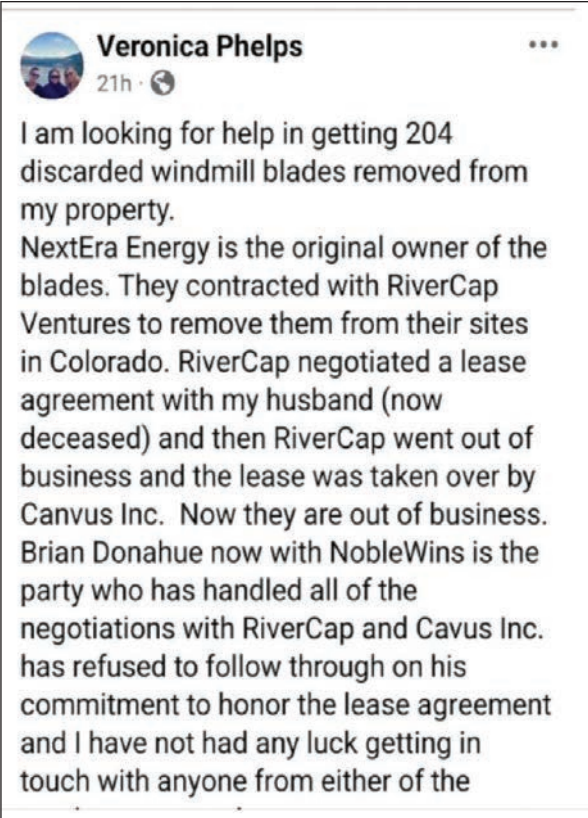 Veronica Phelps
21h ·
I am looking for help in getting 204
discarded windmill blades removed from
my property.
NextEra Energy is the original owner of the
blades. They contracted with RiverCap
Ventures to remove them from their sites
in Colorado. RiverCap negotiated a lease
agreement with my husband (now
deceased) and then RiverCap went out of
business and the lease was taken over by
Canvus Inc.  Now they are out of business.
Brian Donahue now with NobleWins is the
party who has handled all of the
negotiations with RiverCap and Cavus Inc.
has refused to follow through on his
commitment to honor the lease agreement
and I have not had any luck getting in
touch with anyone from either of the